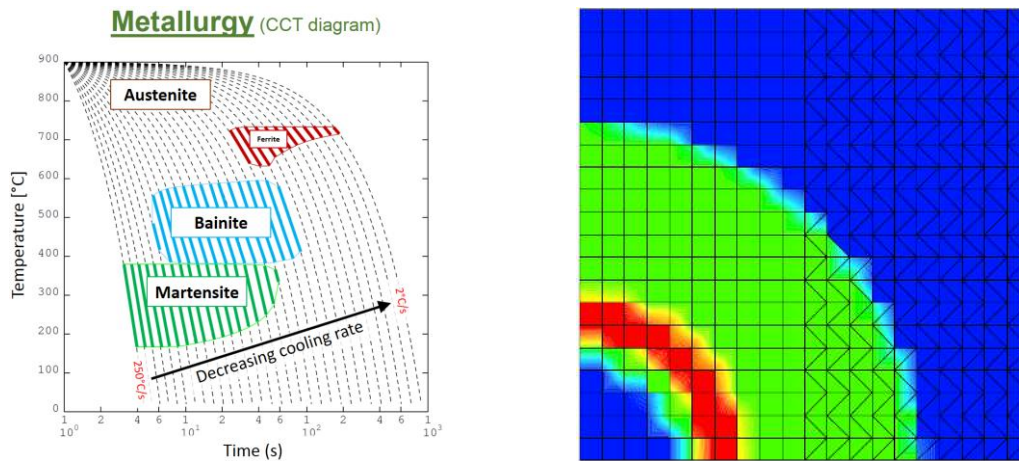 Metallurgy (CCT diagram)
Temperature [°C]
900
800
700
600
500
400
300
200
100
0
Austenite
Ferrite
Bainite
Martensite
2°C/s
250°C/s
Decreasing cooling rate
1 2 4 6 1 2 4 6 1 2 4 6 1
10⁰ 10¹ 10² 10³
Time (s)